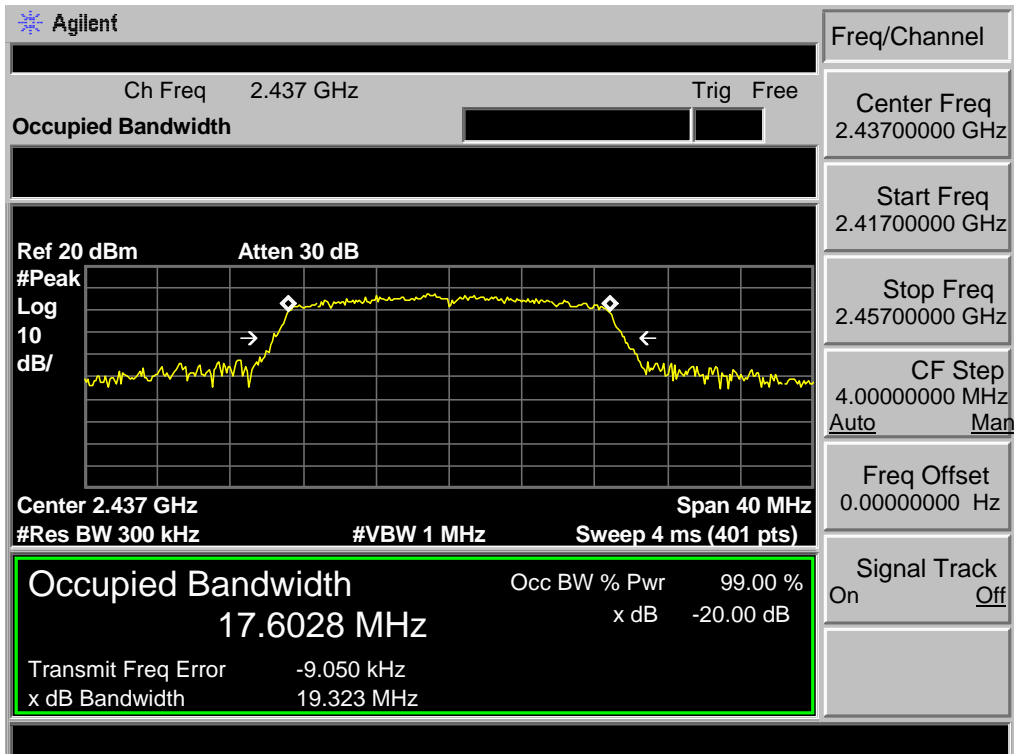 Agilent
Freq/Channel
Ch Freq 2.437 GHz Trig Free
Occupied Bandwidth
Center Freq
2.43700000 GHz
Start Freq
2.41700000 GHz
Stop Freq
2.45700000 GHz
CF Step
4.00000000 MHz
Auto Man
Freq Offset
0.00000000 Hz
Signal Track
On Off
Ref 20 dBm Atten 30 dB
#Peak
Log
10
dB/
Center 2.437 GHz Span 40 MHz
#Res BW 300 kHz #VBW 1 MHz Sweep 4 ms (401 pts)
Occupied Bandwidth
17.6028 MHz
Occ BW % Pwr 99.00 %
x dB -20.00 dB
Transmit Freq Error -9.050 kHz
x dB Bandwidth 19.323 MHz